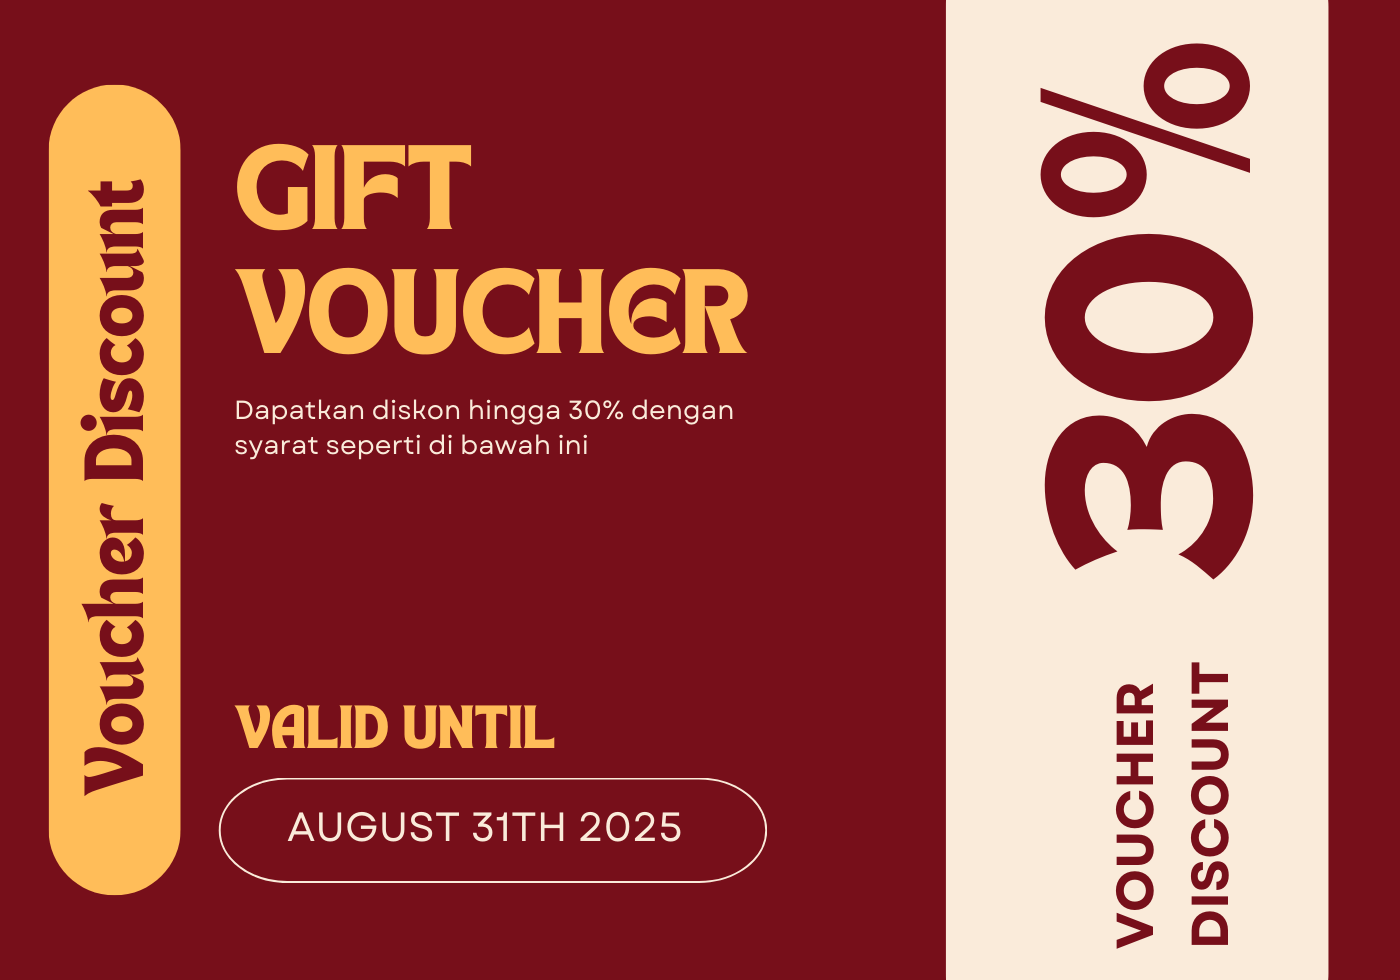 Voucher Discount
GIFT
VOUCHER
Dapatkan diskon hingga 30% dengan
syarat seperti di bawah ini
VALID UNTIL
AUGUST 31TH 2025
30%
VOUCHER
DISCOUNT